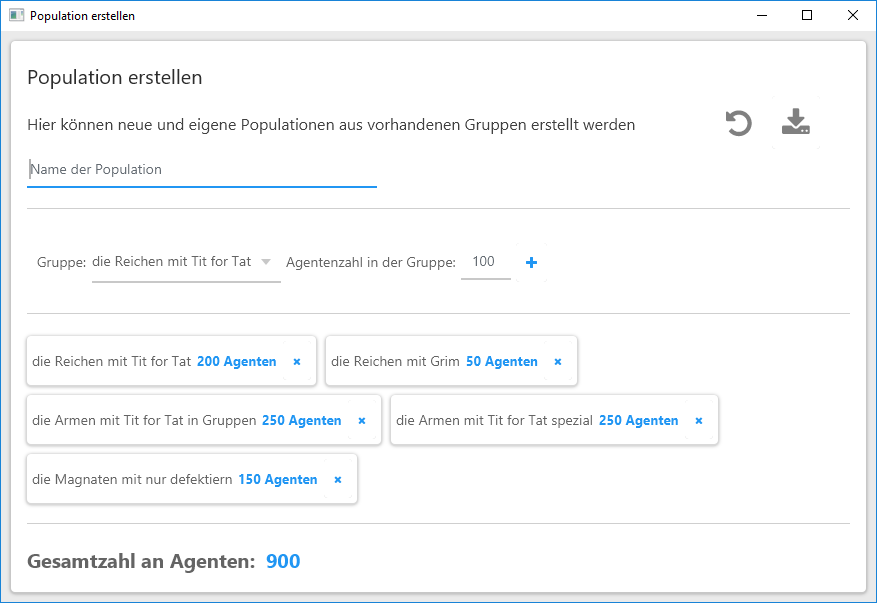 Population erstellen
Population erstellen
Hier können neue und eigene Populationen aus vorhandenen Gruppen erstellt werden
Name der Population
Gruppe: die Reichen mit Tit for Tat Agentenzahl in der Gruppe: 100
die Reichen mit Tit for Tat 200 Agenten × die Reichen mit Grim 50 Agenten ×
die Armen mit Tit for Tat in Gruppen 250 Agenten × die Armen mit Tit for Tat spezial 250 Agenten ×
die Magnaten mit nur defektiern 150 Agenten ×
Gesamtzahl an Agenten: 900